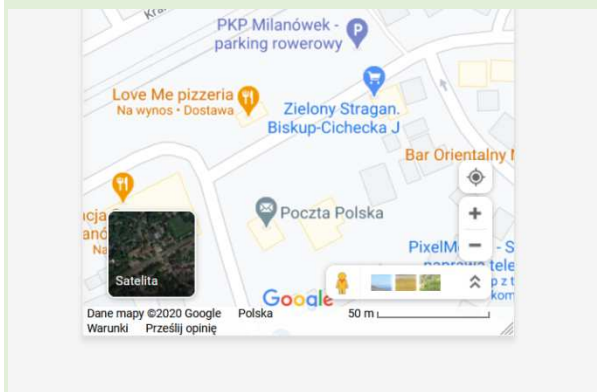 Kra
PKP Milanówek -
parking rowerowy
P
Love Me pizzeria
Na wynos • Dostawa
Zielony Stragan.
Biskup-Cichecka J
Bar Orientalny
Poczta Polska
Satelita
Google
Dane mapy ©2020 Google Polska 50 m
Warunki Prześlij opinię